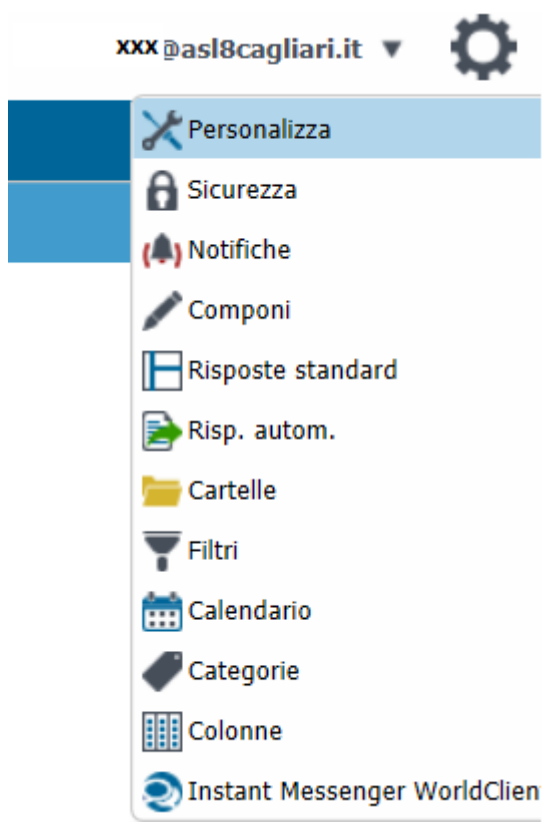 xxx@asl8cagliari.it ▼
Personalizza
Sicurezza
Notifiche
Componi
Risposte standard
Risp. autom.
Cartelle
Filtri
Calendario
Categorie
Colonne
Instant Messenger WorldClien